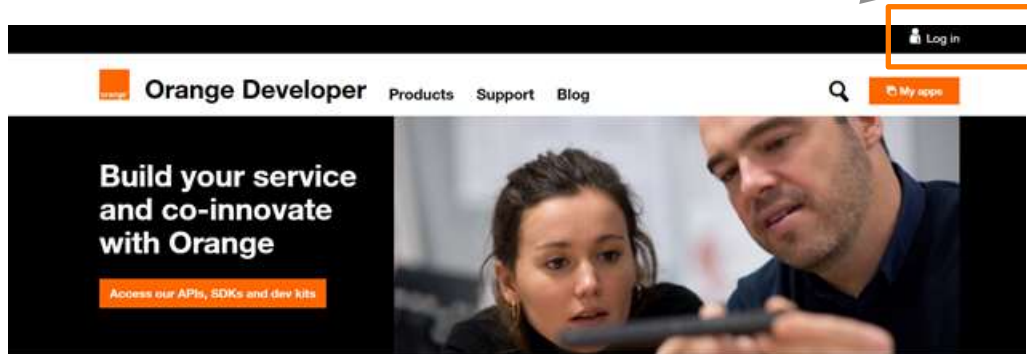 Log in
orange
Orange Developer Products Support Blog
My apps
Build your service
and co-innovate
with Orange
Access our APIs, SDKs and dev kits